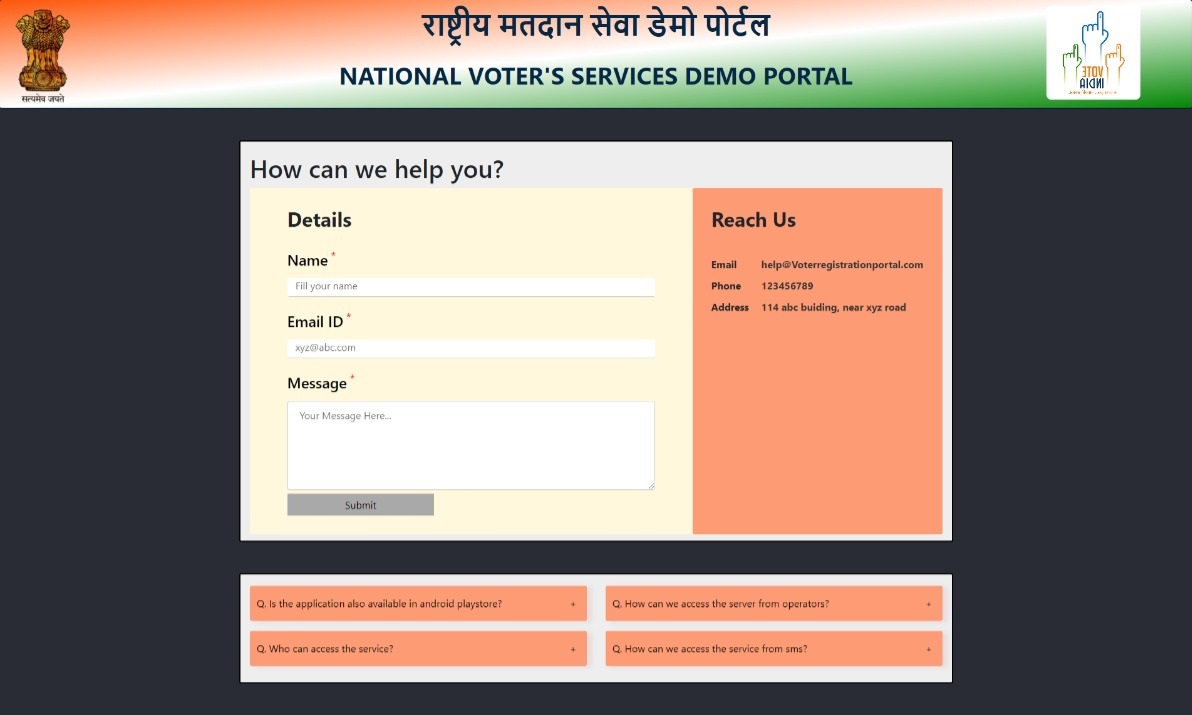 राष्ट्रीय मतदान सेवा डेमो पोर्टल
NATIONAL VOTER'S SERVICES DEMO PORTAL
सत्यमेव जयते
VOTE
INDIA
How can we help you?
Details
Name *
Fill your name
Email ID *
xyz@abc.com
Message *
Your Message Here...
Submit
Reach Us
Email help@Voterregistrationportal.com
Phone 123456789
Address 114 abc buiding, near xyz road
Q. Is the application also available in android playstore? +
Q. How can we access the server from operators? +
Q. Who can access the service? +
Q. How can we access the service from sms? +